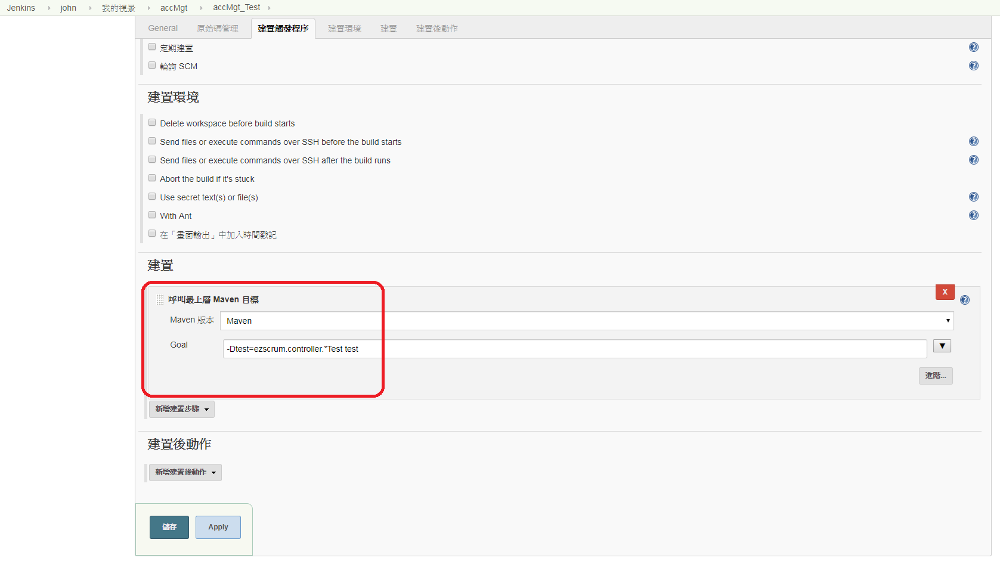 Jenkins john 我的視景 accMgt accMgt_Test
General 原始碼管理 建置觸發程序 建置環境 建置 建置後動作
定期建置
輪詢 SCM
建置環境
Delete workspace before build starts
Send files or execute commands over SSH before the build starts
Send files or execute commands over SSH after the build runs
Abort the build if it's stuck
Use secret text(s) or file(s)
With Ant
在「畫面輸出」中加入時間戳記
建置
X
呼叫最上層 Maven 目標
Maven 版本 Maven
Goal -Dtest=ezscrum.controller.*Test test
進階...
新增建置步驟
建置後動作
新增建置後動作
儲存 Apply